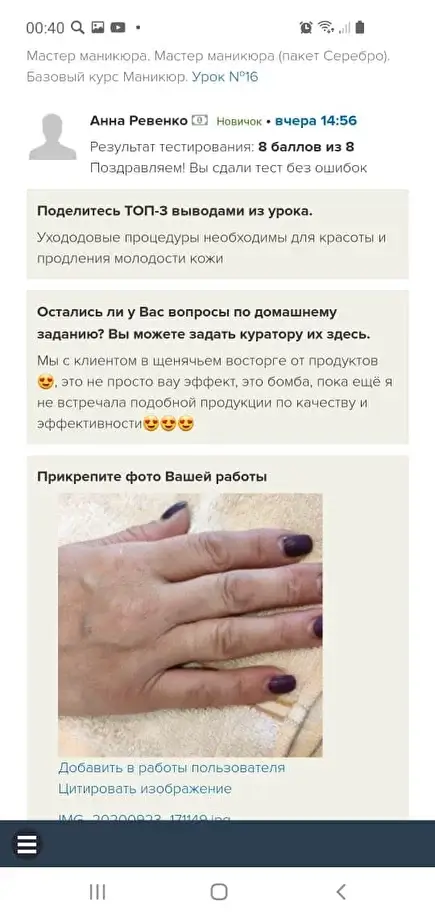 00:40
Мастер маникюра. Мастер маникюра (пакет Серебро).
Базовый курс Маникюр. Урок №16
Анна Ревенко Новичок • вчера 14:56
Результат тестирования: 8 баллов из 8
Поздравляем! Вы сдали тест без ошибок
Поделитесь ТОП-3 выводами из урока.
Ухододовые процедуры необходимы для красоты и
продления молодости кожи
Остались ли у Вас вопросы по домашнему
заданию? Вы можете задать куратору их здесь.
Мы с клиентом в щенячьем восторге от продуктов
😍, это не просто вау эффект, это бомба, пока ещё я
не встречала подобной продукции по качеству и
эффективности😍😍😍
Прикрепите фото Вашей работы
Добавить в работы пользователя
Цитировать изображение
IMG_20200923_171149.jpg